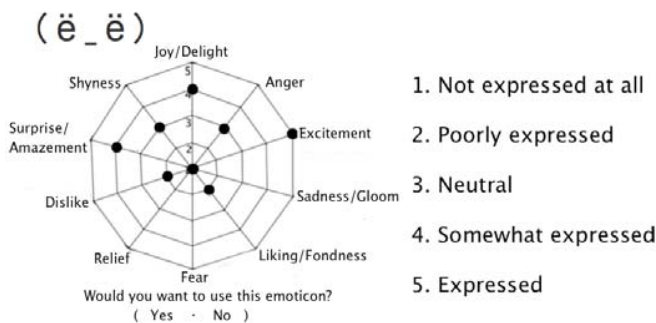 (ë_ë)
Joy/Delight
Shyness
Anger
5
4
Surprise/
Amazement
3
Excitement
2
Dislike
Sadness/Gloom
Relief
Liking/Fondness
Fear
Would you want to use this emoticon?
( Yes · No )
1. Not expressed at all
2. Poorly expressed
3. Neutral
4. Somewhat expressed
5. Expressed